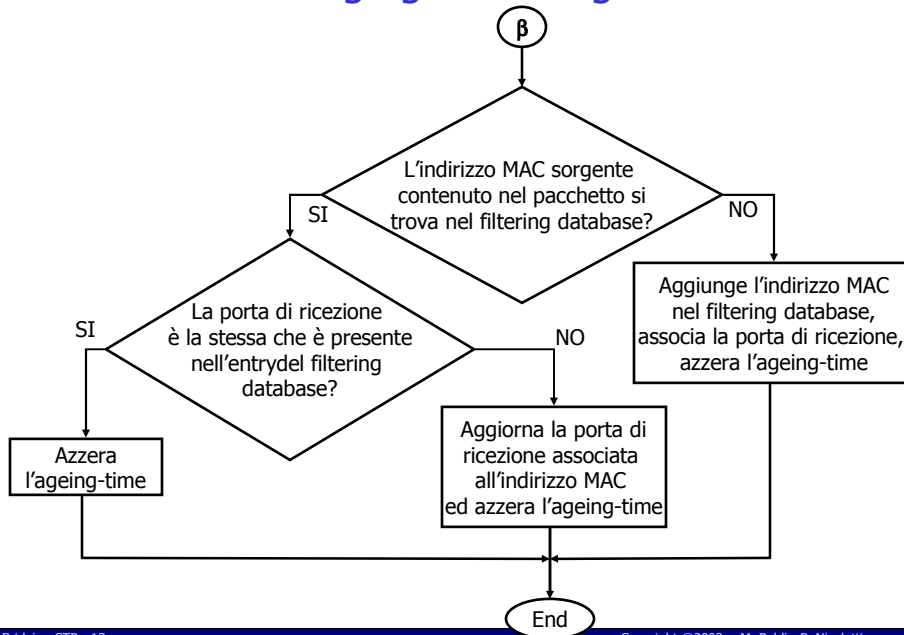 β
L'indirizzo MAC sorgente
contenuto nel pacchetto si
trova nel filtering database?
SI
NO
La porta di ricezione
è la stessa che è presente
nell'entrydel filtering
database?
SI
NO
Aggiunge l'indirizzo MAC
nel filtering database,
associa la porta di ricezione,
azzera l'ageing-time
Azzera
l'ageing-time
Aggiorna la porta di
ricezione associata
all'indirizzo MAC
ed azzera l'ageing-time
End